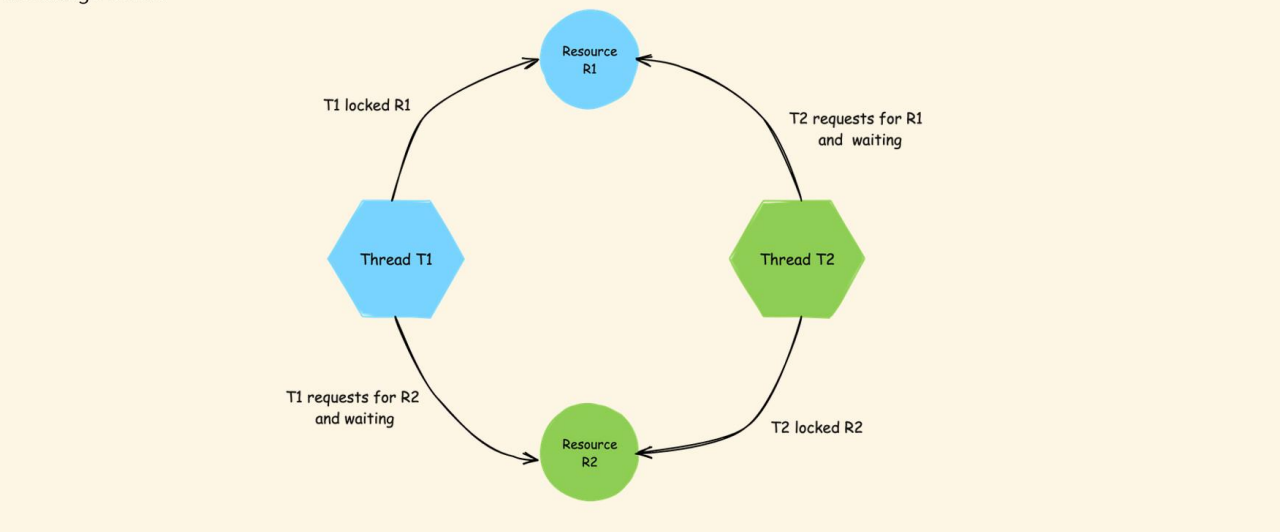 Resource
R1
T1 locked R1
T2 requests for R1
and waiting
Thread T1
Thread T2
T1 requests for R2
and waiting
T2 locked R2
Resource
R2